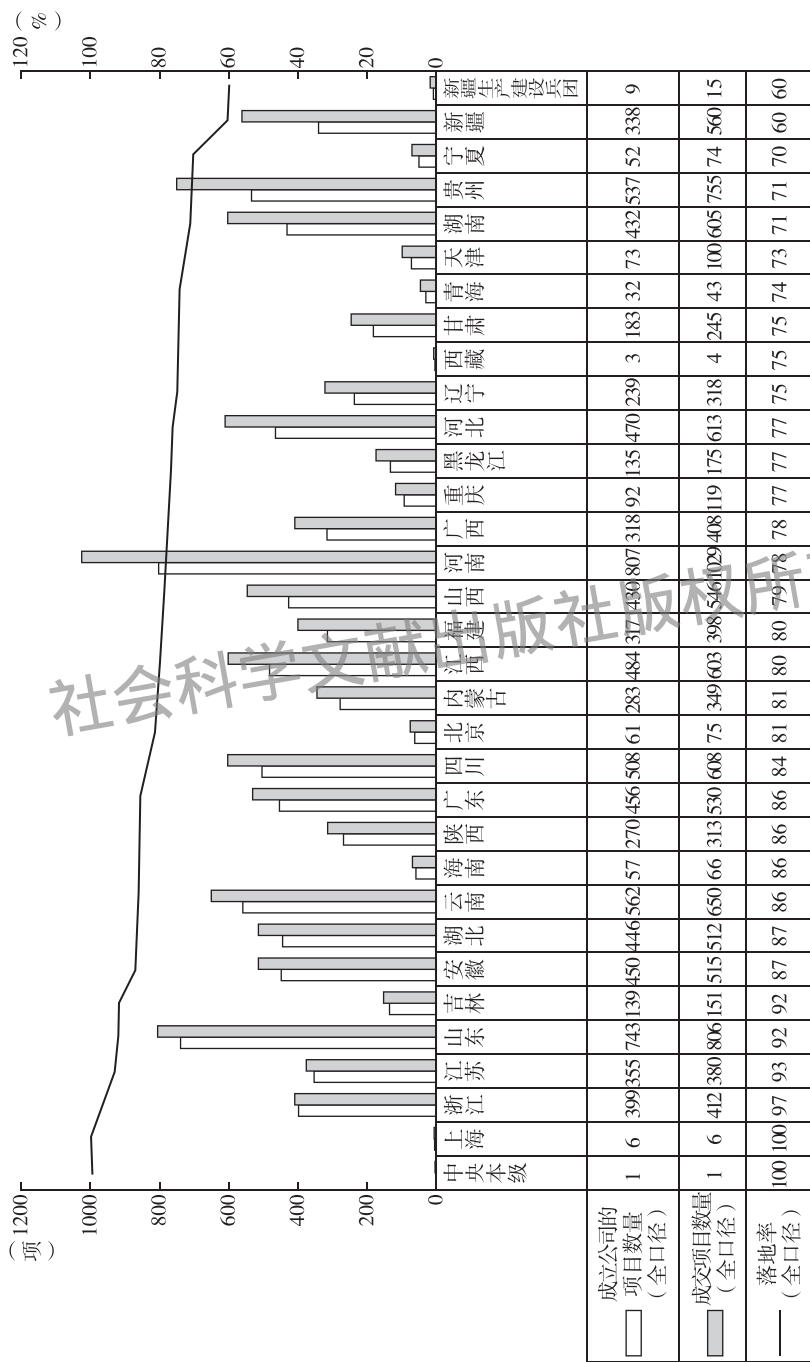 （项）
1200
1000
800
600
400
200
0
（%）
120
100
80
60
40
20
0
中央本级 上海 浙江 江苏 山东 吉林 安徽 湖北 云南 海南 陕西 广东 四川 北京 内蒙古 江西 福建 山西 河南 广西 重庆 黑龙江 河北 辽宁 西藏 甘肃 青海 天津 湖南 贵州 宁夏 新疆 新疆生产建设兵团
成立公司的项目数量（全口径） 1 6 399 355 743 139 450 446 562 57 270 456 508 61 283 484 317 430 807 318 92 135 470 239 3 183 32 73 432 537 52 338 9
成交项目数量（全口径） 1 6 412 380 806 151 515 512 650 66 313 530 608 75 349 603 398 546 1029 408 119 175 613 318 4 245 43 100 605 755 74 560 15
落地率（全口径） 100 100 97 93 92 92 87 87 86 86 86 86 84 81 81 80 80 79 78 78 77 77 77 75 75 75 74 73 71 71 70 60 60
社会科学文献出版社版权所